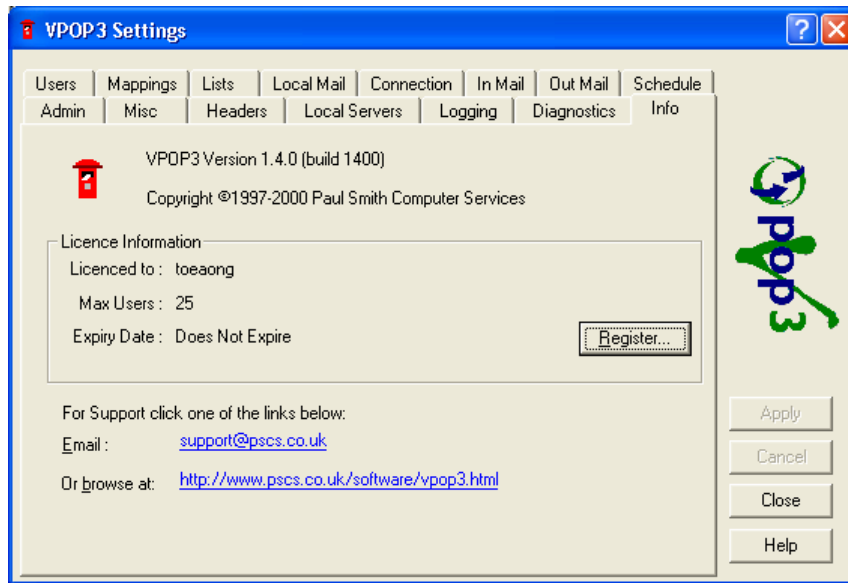 VPOP3 Settings
Users Mappings Lists Local Mail Connection In Mail Out Mail Schedule
Admin Misc Headers Local Servers Logging Diagnostics Info
VPOP3 Version 1.4.0 (build 1400)
Copyright ©1997-2000 Paul Smith Computer Services
Licence Information
Licenced to : toeaong
Max Users : 25
Expiry Date : Does Not Expire
Register...
For Support click one of the links below:
Email : support@pscs.co.uk
Or browse at: http://www.pscs.co.uk/software/vpop3.html
vpop3
Apply
Cancel
Close
Help